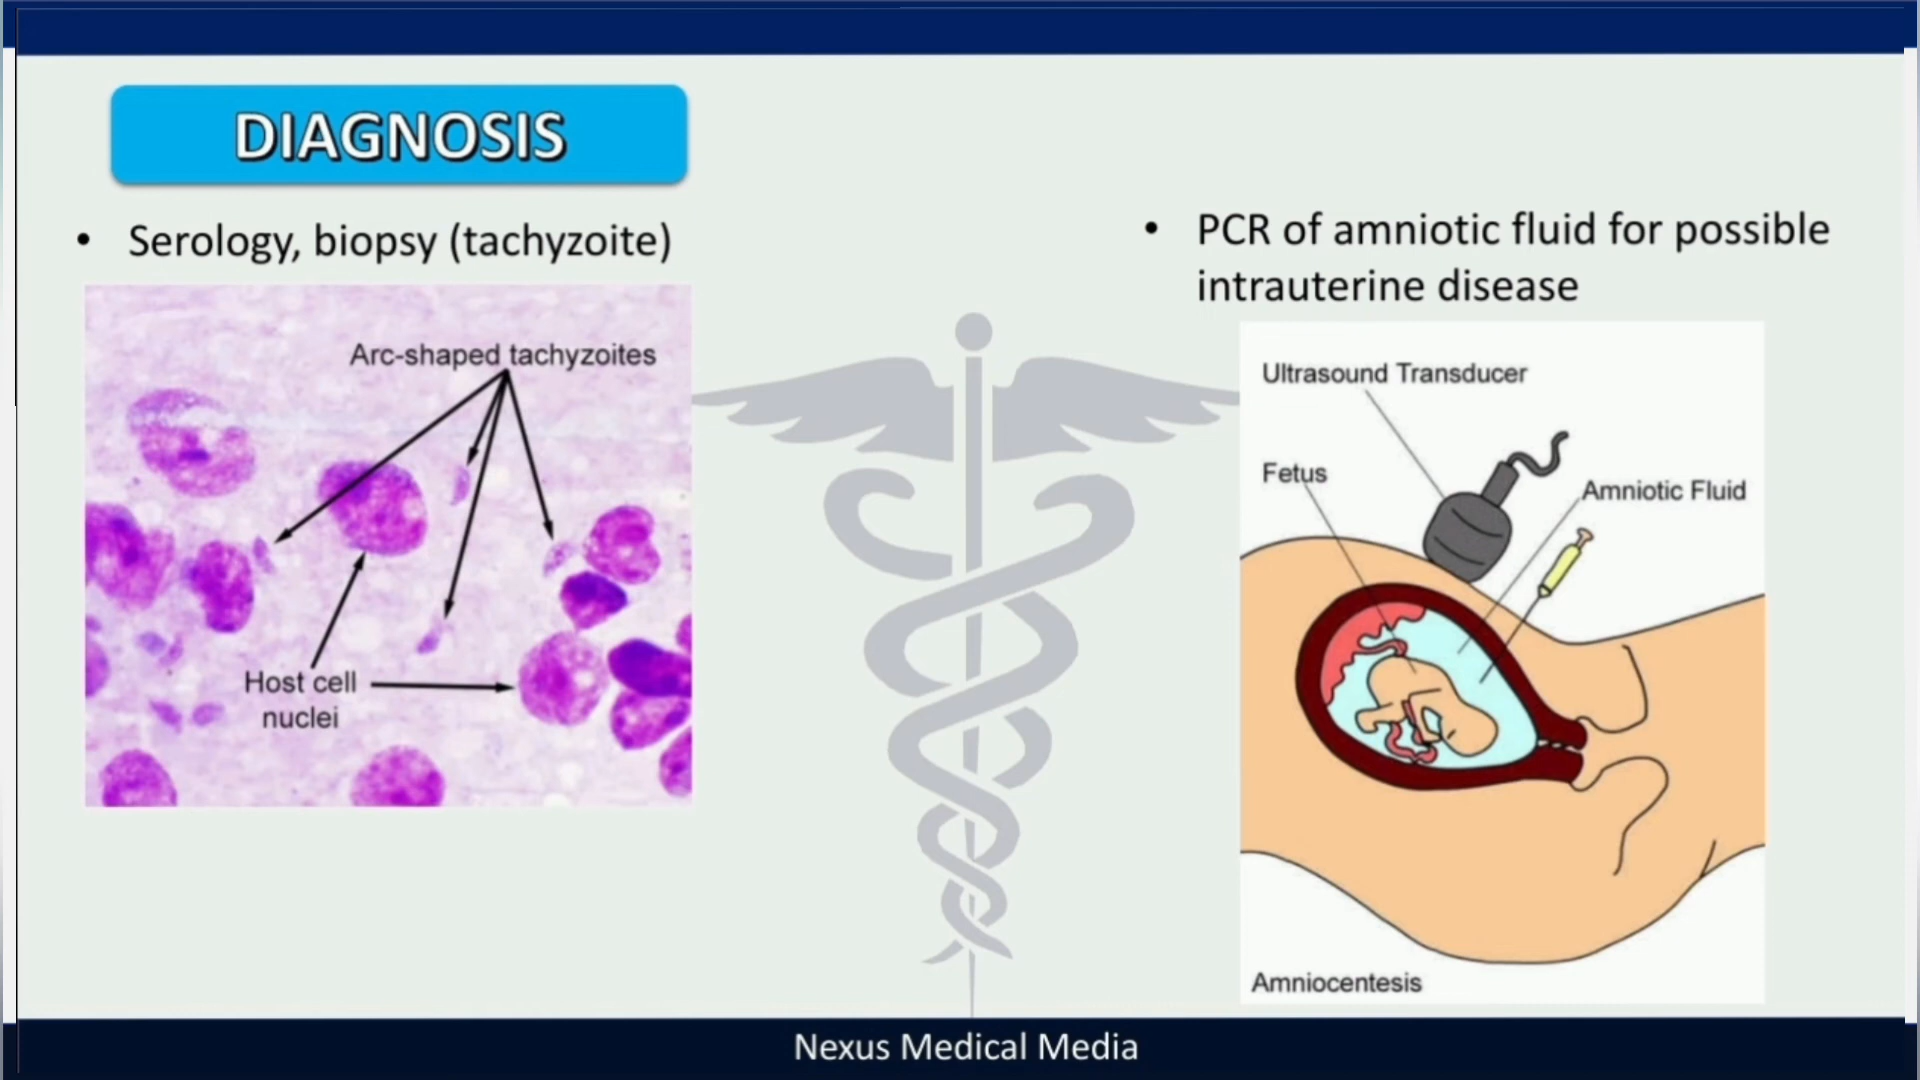 DIAGNOSIS
• Serology, biopsy (tachyzoite)
Arc-shaped tachyzoites
Host cell
nuclei
• PCR of amniotic fluid for possible
intrauterine disease
Ultrasound Transducer
Fetus
Amniotic Fluid
Amniocentesis
Nexus Medical Media